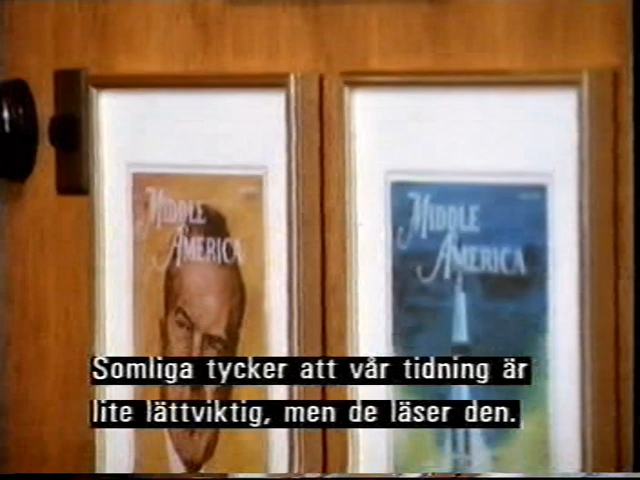 MIDDLE
AMERICA
MIDDLE
AMERICA
Somliga tycker att vår tidning är
lite lättviktig, men de läser den.